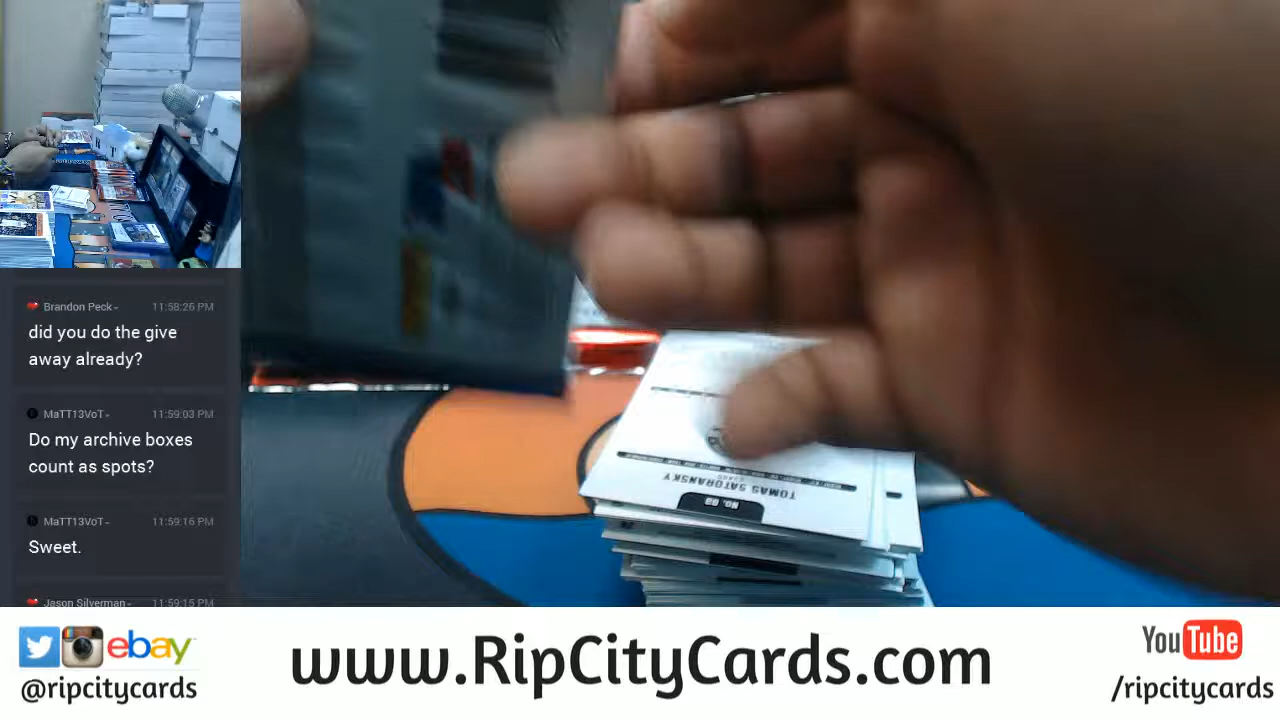 Brandon Peck 11:58:26 PM
did you do the give
away already?
MaTT13VoT 11:59:03 PM
Do my archive boxes
count as spots?
MaTT13VoT 11:59:16 PM
Sweet.
Jason Silverman 11:59:15 PM
TOMAS SATORANSKY
No. 93
ebay
@ripcitycards
www.RipCityCards.com
YouTube
/ripcitycards